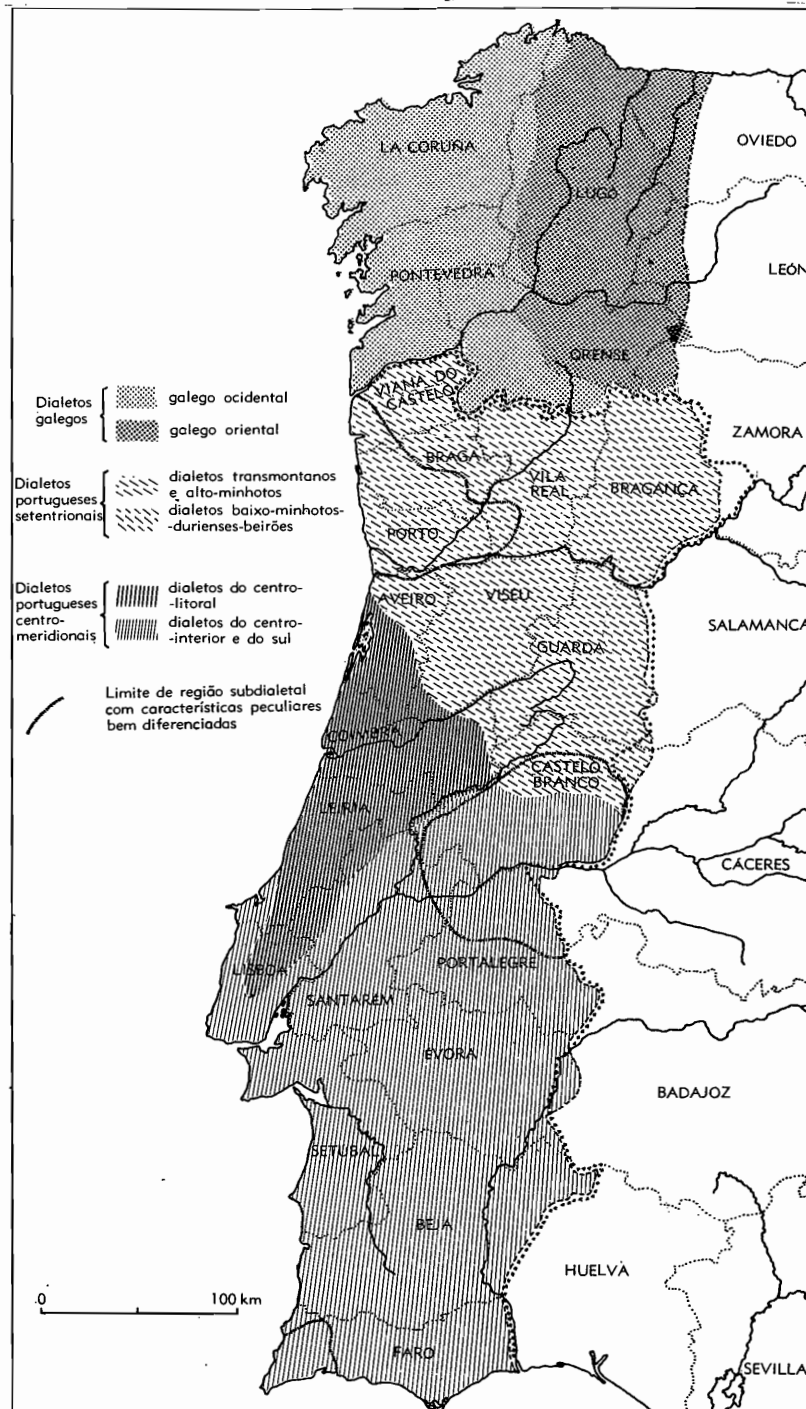 OVIEDO
LA CORUÑA
LUGO
LEÓN
PONTEVEDRA
ORENSE
VIANA DO
CASTELO
ZAMORA
BRAGA
VILA
REAL
BRAGANÇA
PORTO
AVEIRO
VISEU
SALAMANCA
GUARDA
COIMBRA
CASTELO
BRANCO
LEIRIA
CÁCERES
LISBOA
PORTALEGRE
SANTARÉM
ÉVORA
BADAJOZ
SETÚBAL
BEJA
HUELVA
FARO
SEVILLA
Dialetos
galegos
galego ocidental
galego oriental
Dialetos
portugueses
setentrionais
dialetos transmontanos
e alto-minhotos
dialetos baixo-minhotos-
-durienses-beirões
Dialetos
portugueses
centro-
meridionais
dialetos do centro-
-litoral
dialetos do centro-
-interior e do sul
Limite de região subdialetal
com características peculiares
bem diferenciadas
0 100 km